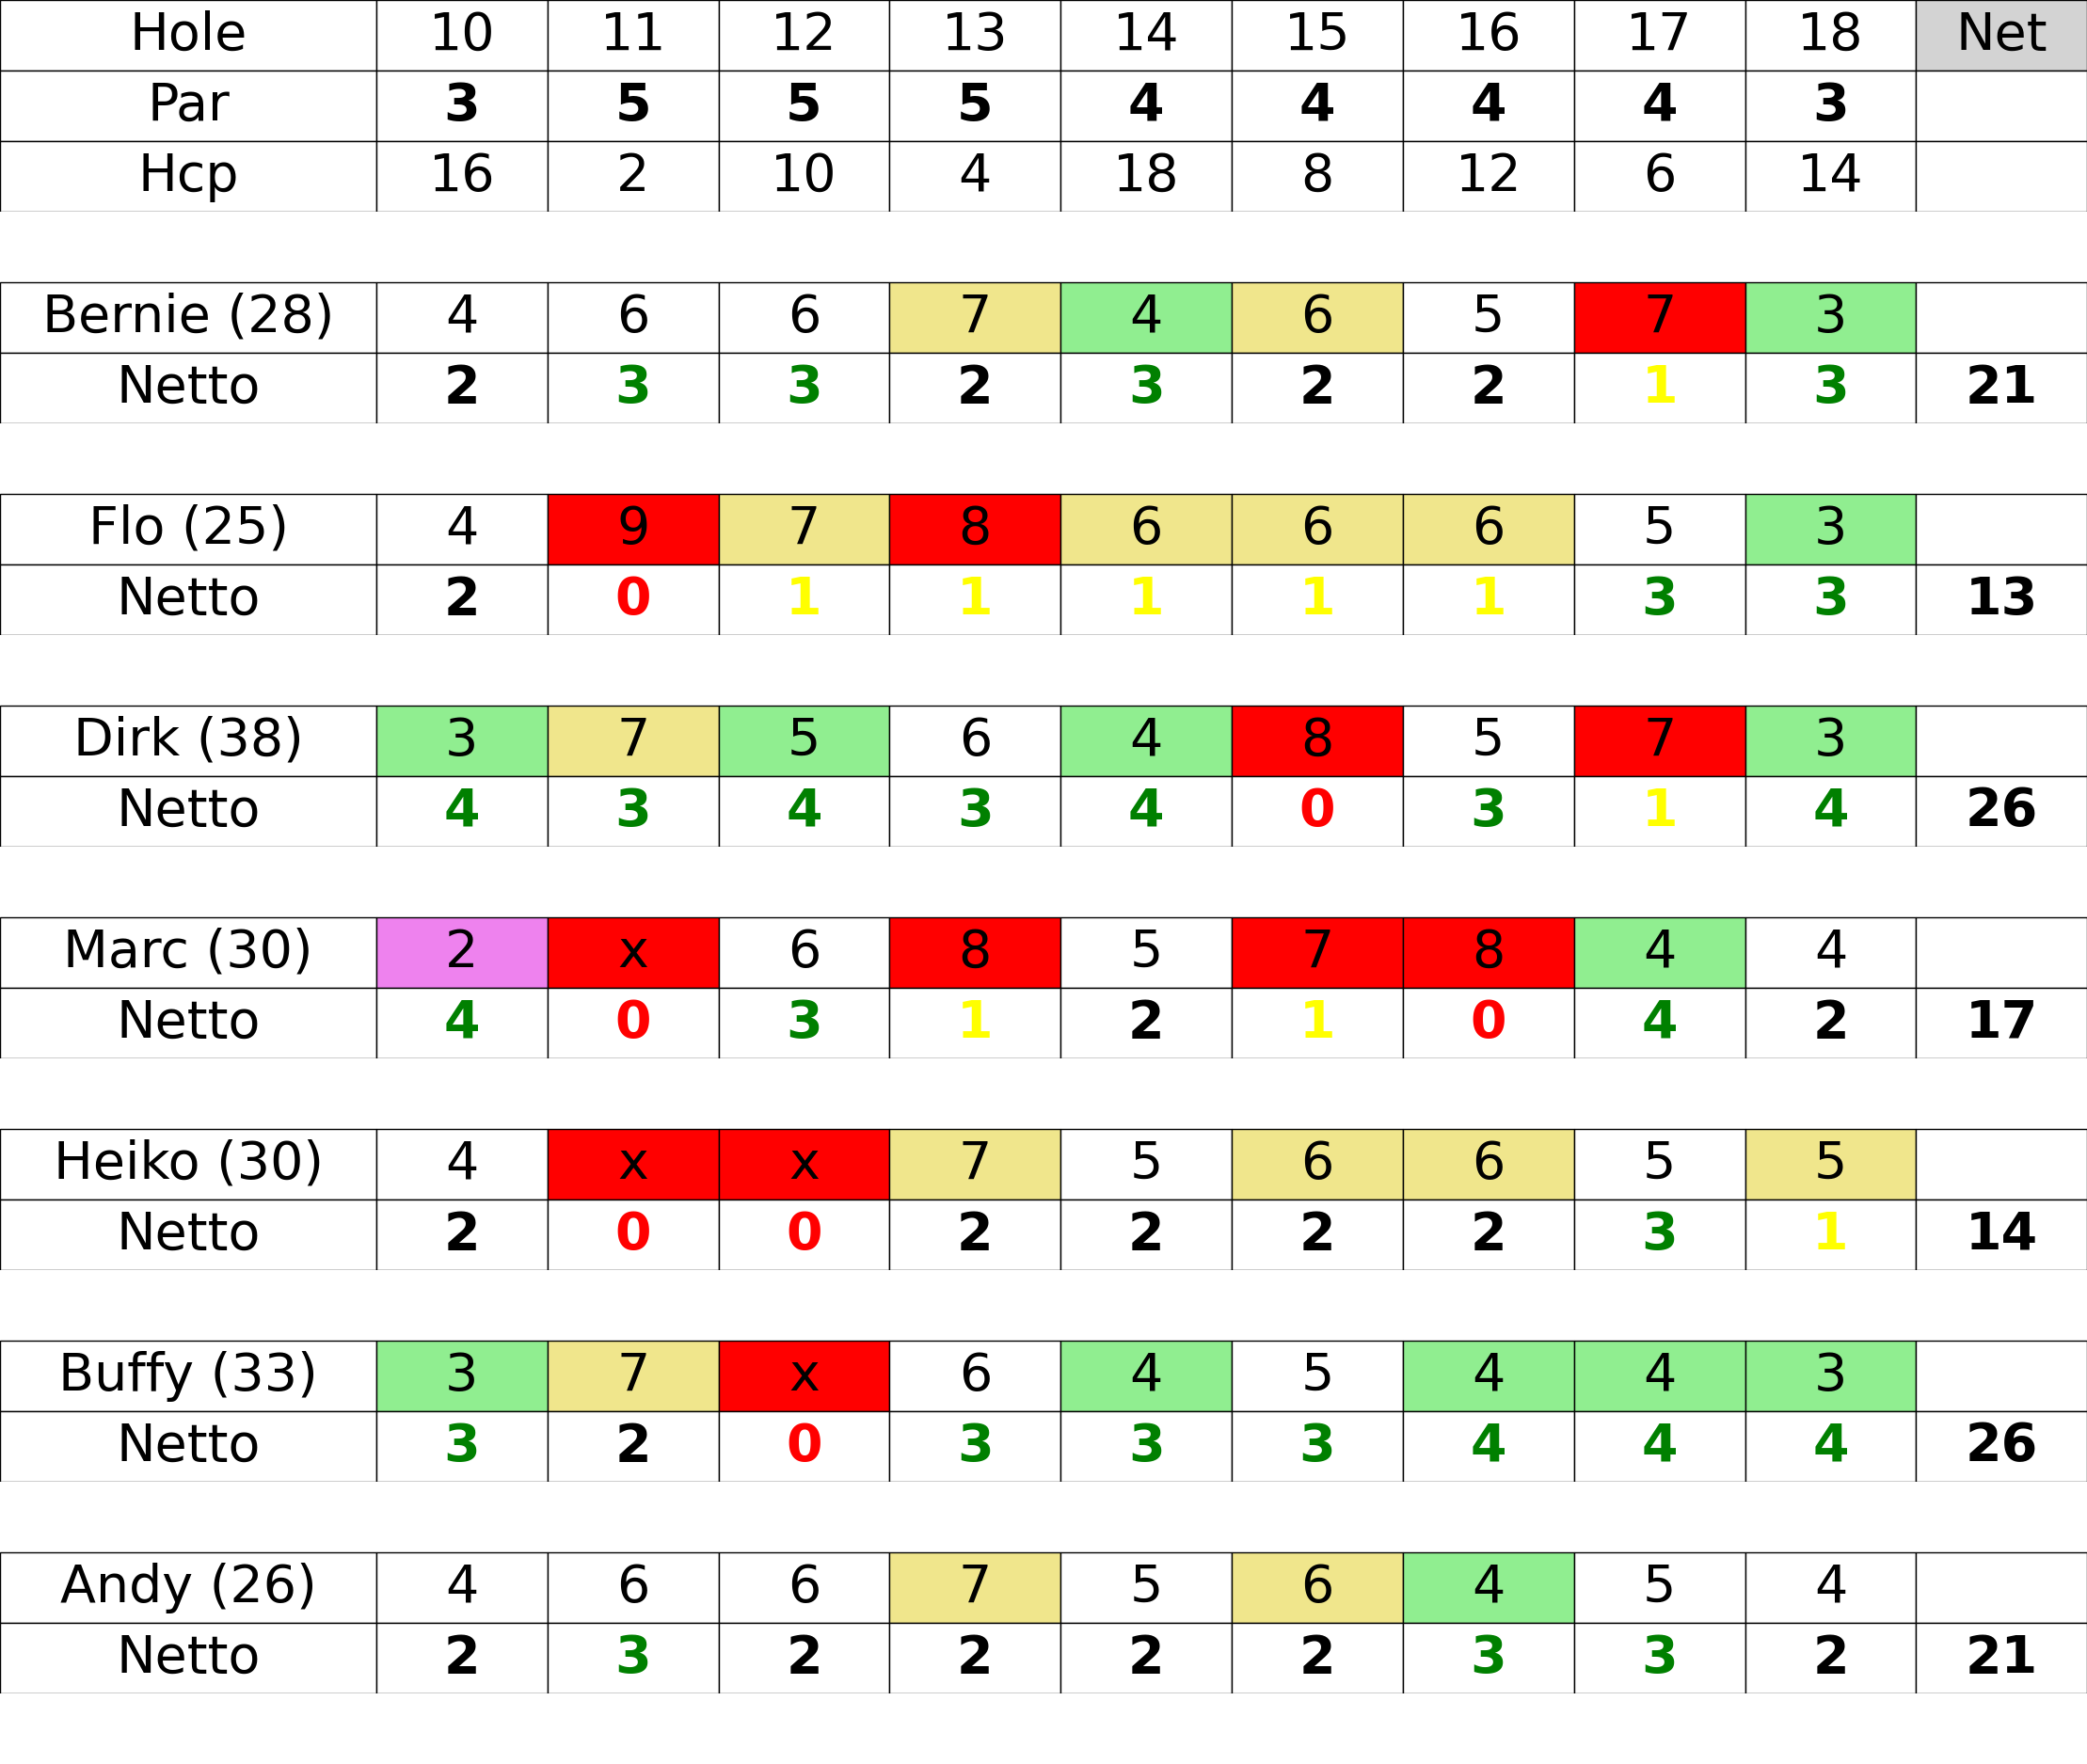 Hole 10 11 12 13 14 15 16 17 18 Net
Par 3 5 5 5 4 4 4 4 3
Hcp 16 2 10 4 18 8 12 6 14
Bernie (28) 4 6 6 7 4 6 5 7 3
Netto 2 3 3 2 3 2 2 1 3 21
Flo (25) 4 9 7 8 6 6 6 5 3
Netto 2 0 1 1 1 1 1 3 3 13
Dirk (38) 3 7 5 6 4 8 5 7 3
Netto 4 3 4 3 4 0 3 1 4 26
Marc (30) 2 x 6 8 5 7 8 4 4
Netto 4 0 3 1 2 1 0 4 2 17
Heiko (30) 4 x x 7 5 6 6 5 5
Netto 2 0 0 2 2 2 2 3 1 14
Buffy (33) 3 7 x 6 4 5 4 4 3
Netto 3 2 0 3 3 3 4 4 4 26
Andy (26) 4 6 6 7 5 6 4 5 4
Netto 2 3 2 2 2 2 3 3 2 21